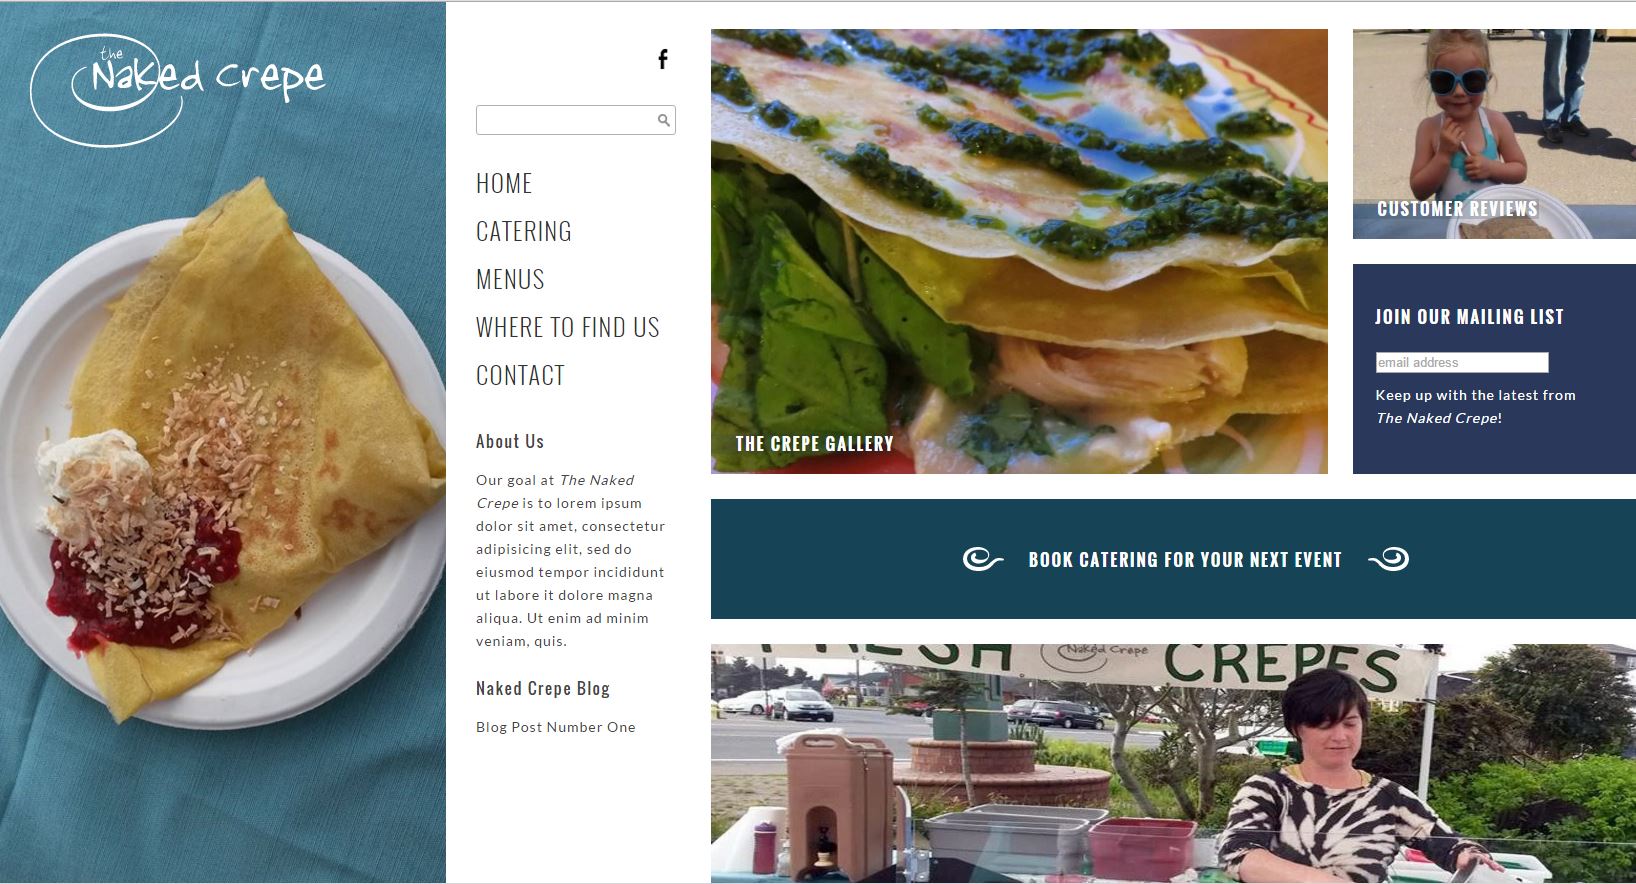 the
Naked Crepe
HOME
CATERING
MENUS
WHERE TO FIND US
CONTACT
About Us
Our goal at The Naked
Crepe is to lorem ipsum
dolor sit amet, consectetur
adipisicing elit, sed do
eiusmod tempor incididunt
ut labore it dolore magna
aliqua. Ut enim ad minim
veniam, quis.
Naked Crepe Blog
Blog Post Number One
THE CREPE GALLERY
CUSTOMER REVIEWS
JOIN OUR MAILING LIST
email address
Keep up with the latest from
The Naked Crepe!
BOOK CATERING FOR YOUR NEXT EVENT
FRESH
Naked Crepe
CREPES